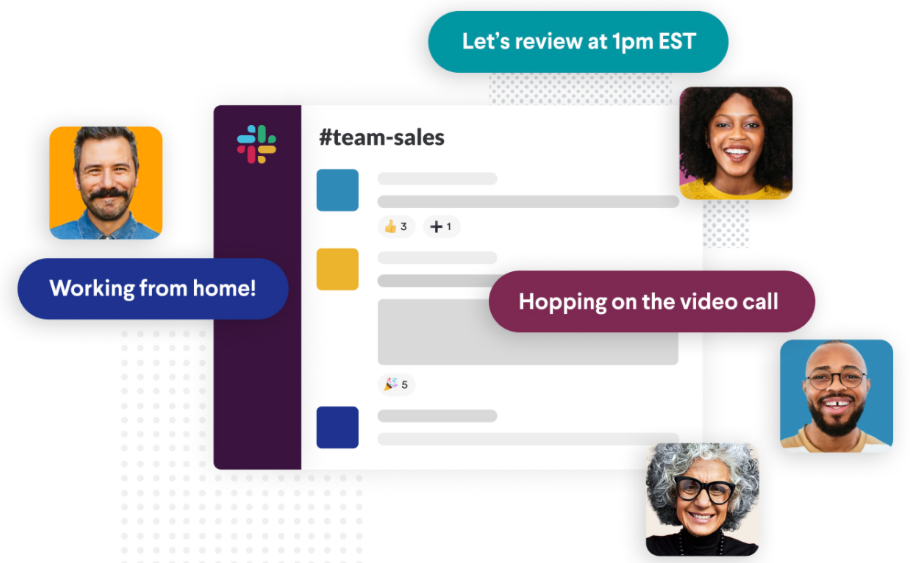 Let's review at 1pm EST
#team-sales
👍 3 ➕ 1
Working from home!
Hopping on the video call
🎉 5